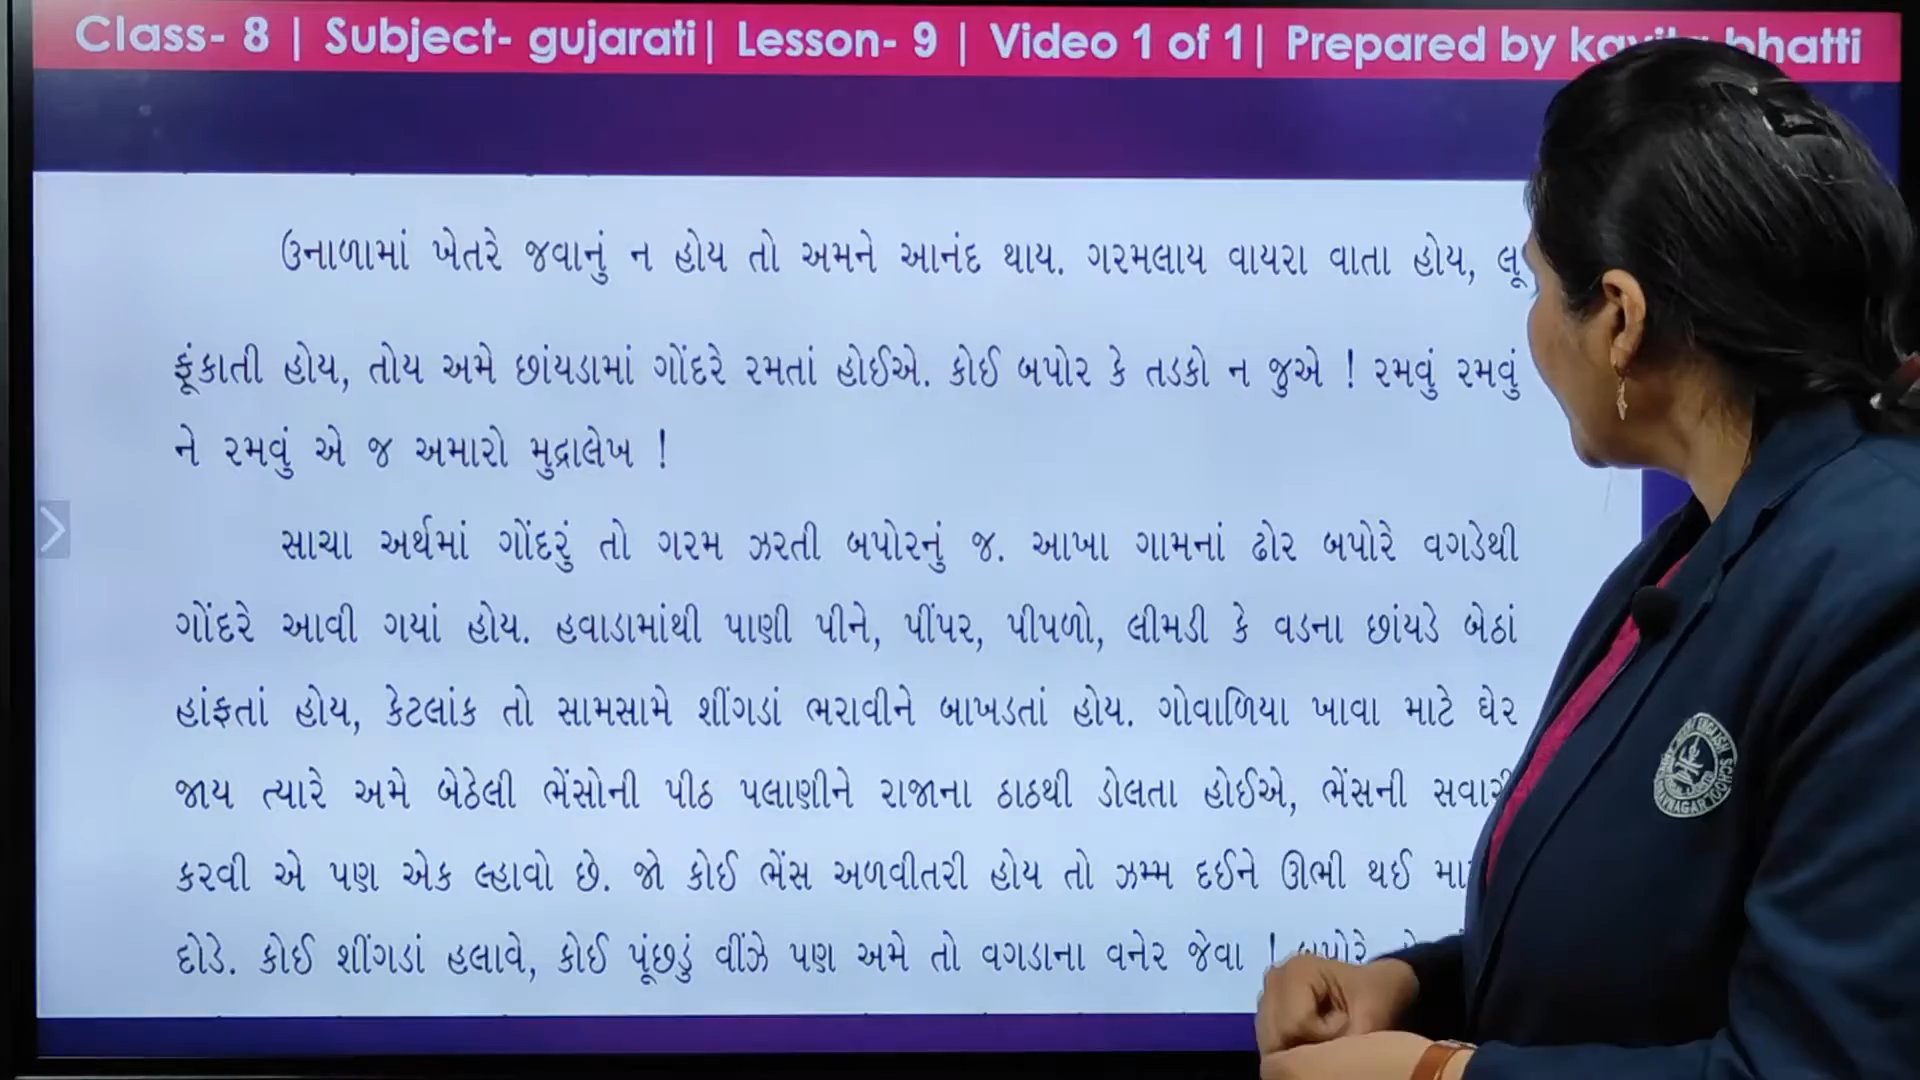 Class- 8 | Subject- gujarati| Lesson- 9 | Video 1 of 1| Prepared by kavita bhatti
ઉનાળામાં ખેતરે જવાનું ન હોય તો અમને આનંદ થાય. ગરમલાય વાયરા વાતા હોય, લૂ
ફૂંકાતી હોય, તોય અમે છાંયડામાં ગોંદરે રમતાં હોઈએ. કોઈ બપોર કે તડકો ન જુએ ! રમવું રમવું
ને રમવું એ જ અમારો મુદ્રાલેખ !
સાચા અર્થમાં ગોંદરું તો ગરમ ઝરતી બપોરનું જ. આખા ગામનાં ઢોર બપોરે વગડેથી
ગોંદરે આવી ગયાં હોય. હવાડામાંથી પાણી પીને, પીંપર, પીપળો, લીમડી કે વડના છાંયડે બેઠાં
હાંફતાં હોય, કેટલાંક તો સામસામે શીંગડાં ભરાવીને બાખડતાં હોય. ગોવાળિયા ખાવા માટે ઘેર
જાય ત્યારે અમે બેઠેલી ભેંસોની પીઠ પલાણીને રાજાના ઠાઠથી ડોલતા હોઈએ, ભેંસની સવારી
કરવી એ પણ એક લ્હાવો છે. જો કોઈ ભેંસ અળવીતરી હોય તો ઝમ્મ દઈને ઊભી થઈ
દોડે. કોઈ શીંગડાં હલાવે, કોઈ પૂંછડું વીંઝે પણ અમે તો વગડાના વનેર જેવા ! બપોરે